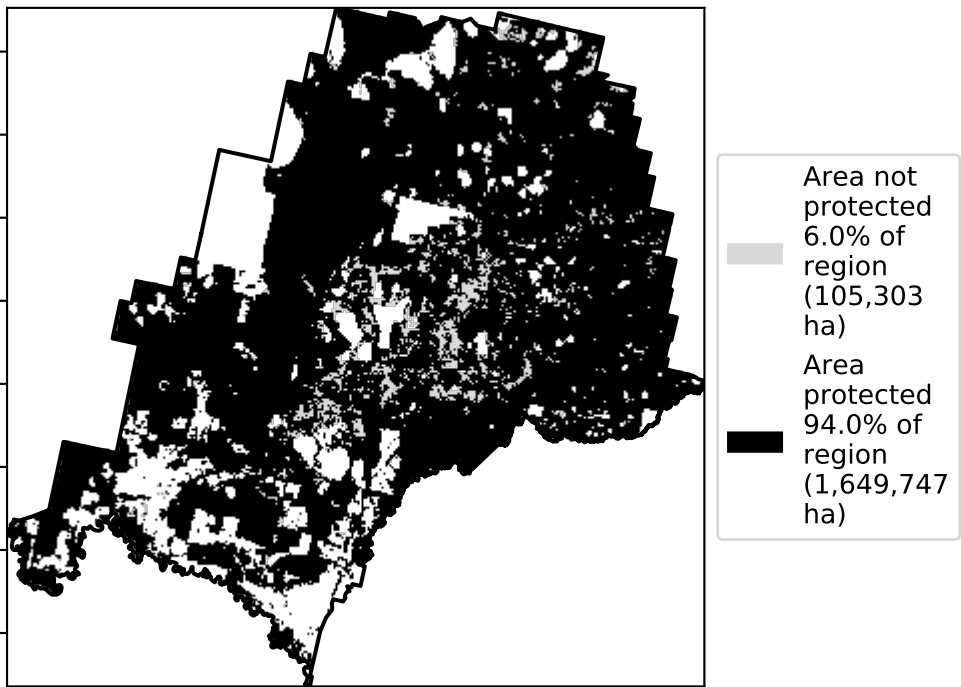 Area not
protected
6.0% of
region
(105,303
ha)
Area
protected
94.0% of
region
(1,649,747
ha)